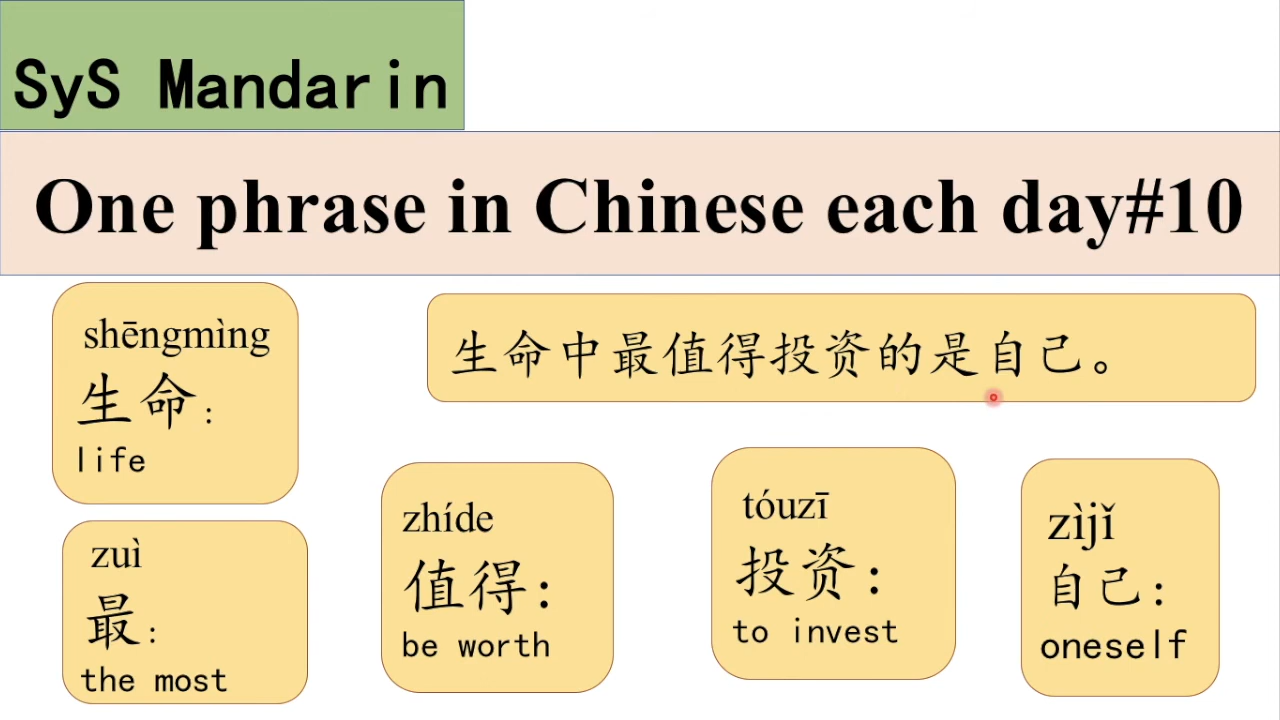 SyS Mandarin
One phrase in Chinese each day#10
shēngmìng
生命：
life
生命中最值得投资的是自己。
zuì
最：
the most
zhíde
值得：
be worth
tóuzī
投资：
to invest
zìjǐ
自己：
oneself